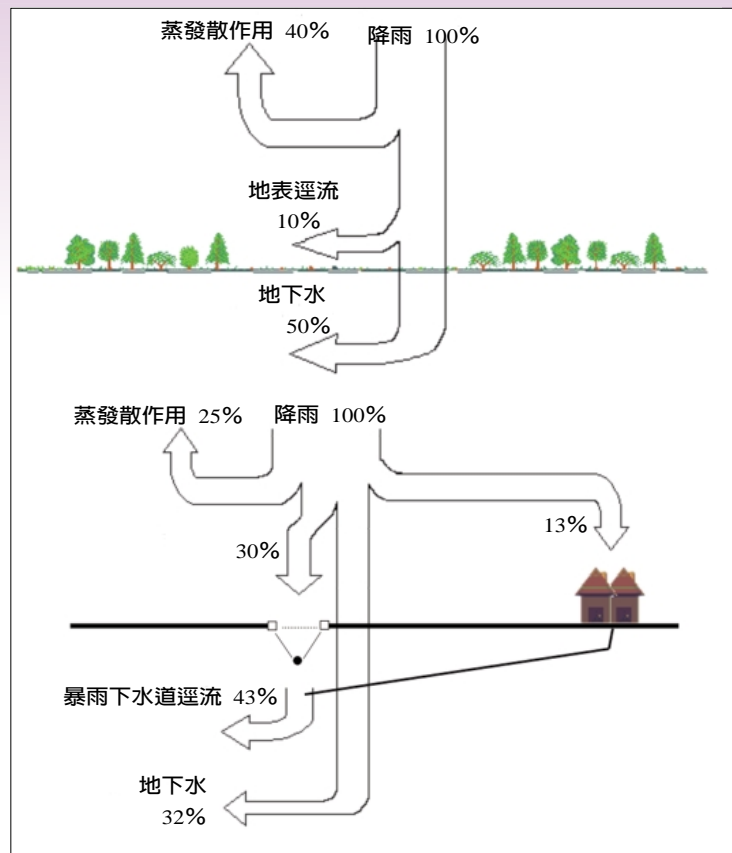 蒸發散作用 40% 降雨 100%
地表逕流
10%
地下水
50%
蒸發散作用 25% 降雨 100%
13%
30%
暴雨下水道逕流 43%
地下水
32%